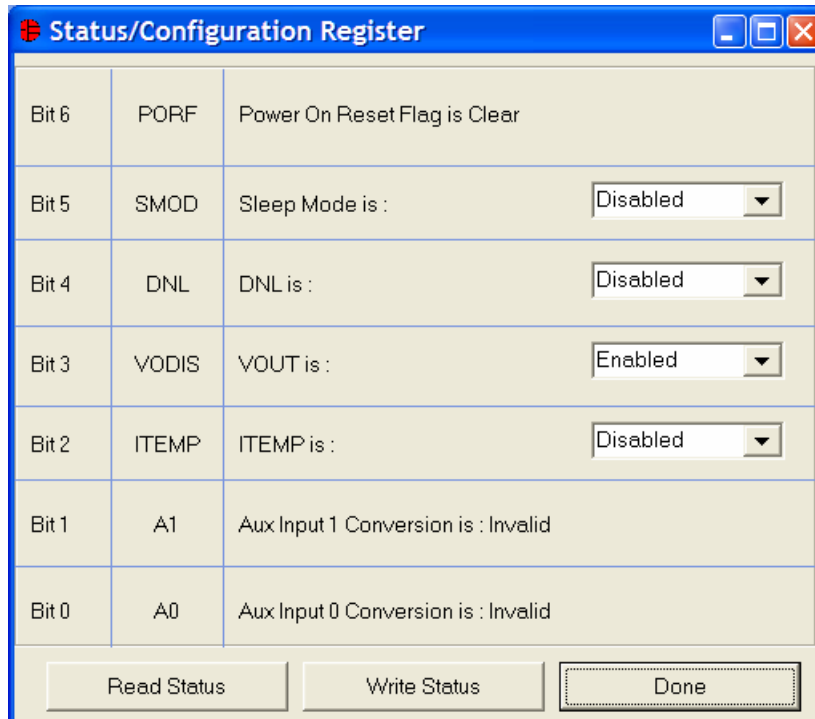 Status/Configuration Register
Bit 6 PORF Power On Reset Flag is Clear
Bit 5 SMOD Sleep Mode is : Disabled
Bit 4 DNL DNL is : Disabled
Bit 3 VODIS VOUT is : Enabled
Bit 2 ITEMP ITEMP is : Disabled
Bit 1 A1 Aux Input 1 Conversion is : Invalid
Bit 0 A0 Aux Input 0 Conversion is : Invalid
Read Status Write Status Done